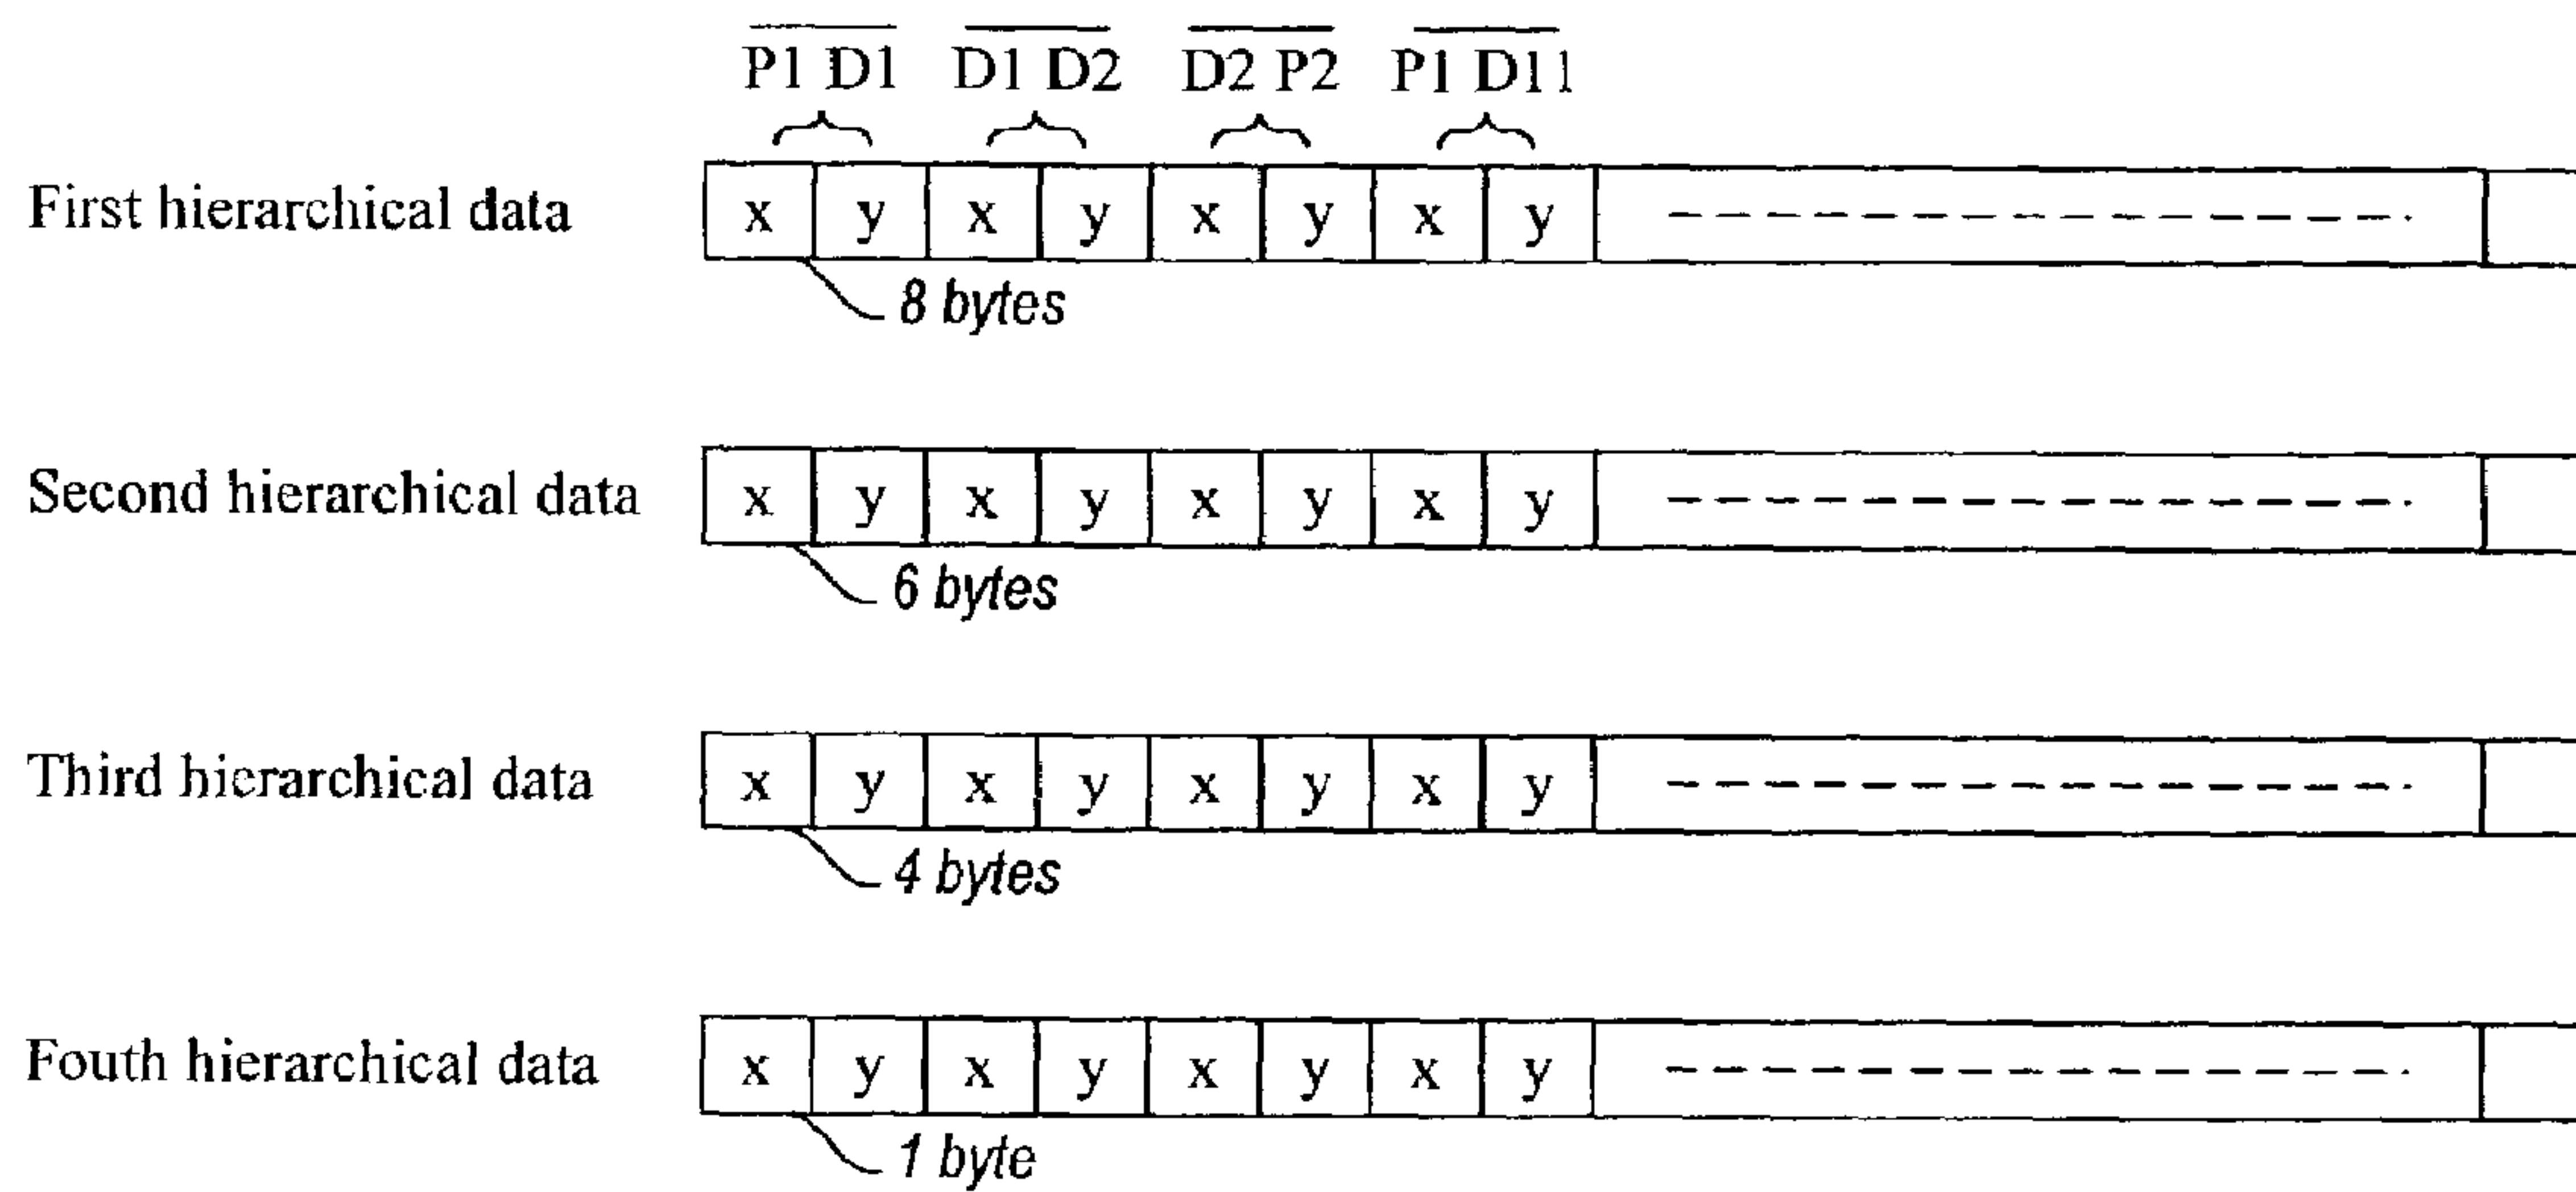 P1 D1 D1 D2 D2 P2 P1 D11
First hierarchical data x y x y x y x y
8 bytes
Second hierarchical data x y x y x y x y
6 bytes
Third hierarchical data x y x y x y x y
4 bytes
Fouth hierarchical data x y x y x y x y
1 byte